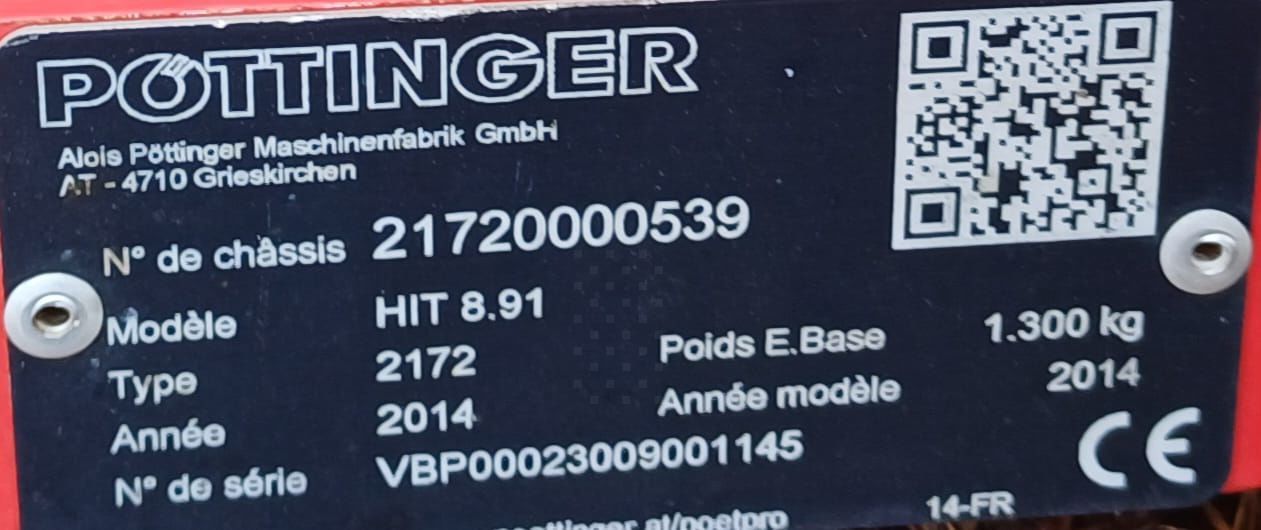 PÖTTINGER
Alois Pöttinger Maschinenfabrik GmbH
AT - 4710 Grieskirchen
N° de châssis 21720000539
Modèle HIT 8.91
Type 2172 Poids E.Base 1.300 kg
Année 2014 Année modèle 2014
N° de série VBP00023009001145
CE
14-FR